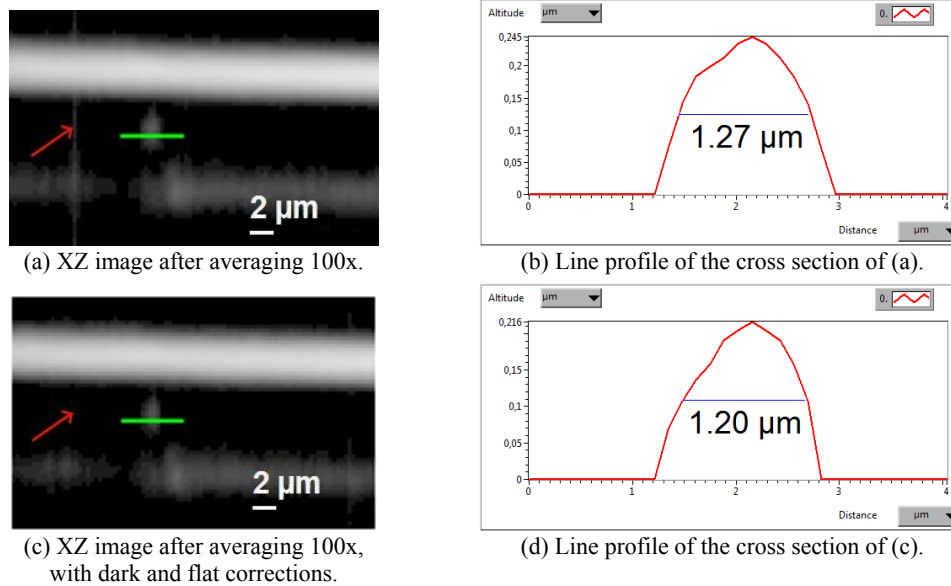 2 µm
(a) XZ image after averaging 100x.
Altitude µm 0.
0,245
0,2
0,15
0,1
0,05
0
1.27 µm
0 1 2 3 4
Distance µm
(b) Line profile of the cross section of (a).
2 µm
(c) XZ image after averaging 100x,
with dark and flat corrections.
Altitude µm 0.
0,216
0,15
0,1
0,05
0
1.20 µm
0 1 2 3 4
Distance µm
(d) Line profile of the cross section of (c).